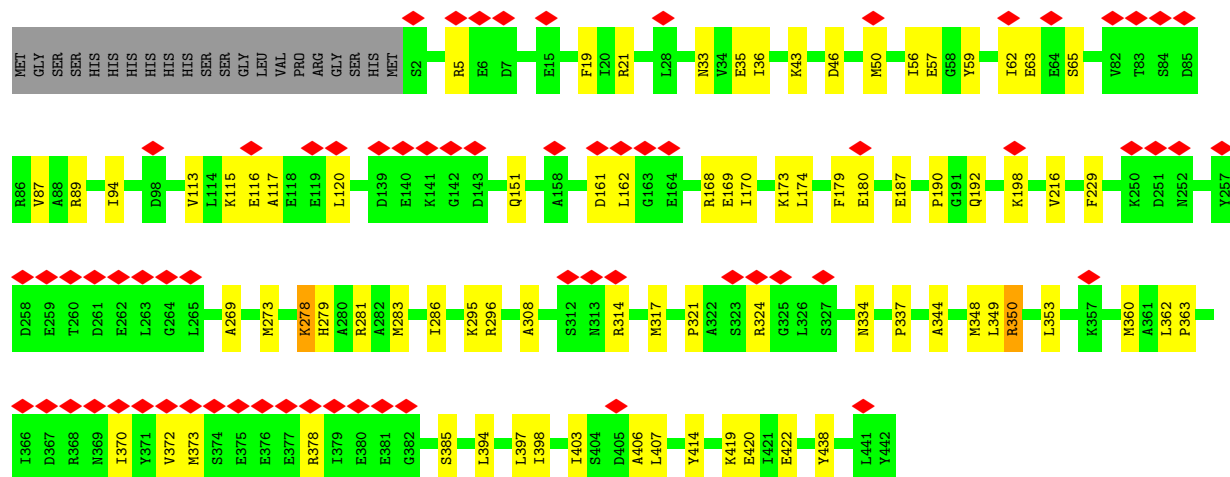 MET GLY SER SER HIS HIS HIS HIS HIS HIS SER SER GLY LEU VAL PRO ARG GLY SER HIS MET S2 R5 E6 D7 E15 F19 I20 R21 L28 N33 V34 E35 I36 K43 D46 M50 I56 E57 G58 Y59 I62 E63 E64 S65 V82 T83 S84 D85
R86 V87 A88 R89 I94 D98 V113 L114 K115 E116 A117 E118 E119 L120 D139 E140 K141 G142 D143 Q151 A158 D161 L162 G163 E164 R168 E169 I170 K173 L174 F179 E180 E187 P190 G191 Q192 K198 V216 F229 K250 D251 N252 Y257
D258 E259 T260 D261 E262 L263 G264 L265 A269 M273 K278 H279 A280 R281 A282 M283 I286 K295 R296 A308 S312 N313 R314 M317 P321 A322 S323 R324 G325 L326 S327 N334 P337 A344 M348 L349 R350 L353 K357 M360 A361 L362 P363
I366 D367 R368 N369 I370 Y371 V372 M373 S374 E375 E376 E377 R378 I379 E380 E381 G382 S385 L394 L397 I398 I403 S404 D405 A406 L407 Y414 K419 E420 I421 E422 Y438 L441 Y442